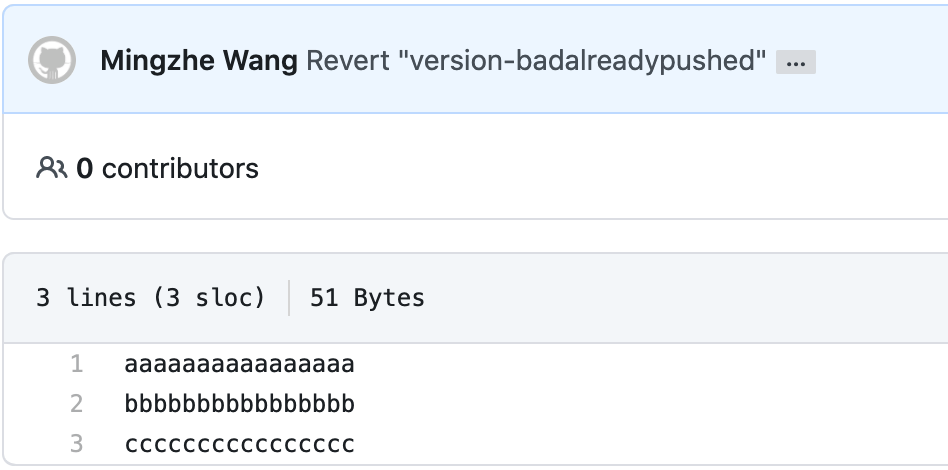 Mingzhe Wang Revert "version-badalreadypushed" ...
0 contributors
3 lines (3 sloc) 51 Bytes
1 aaaaaaaaaaaaaaaa
2 bbbbbbbbbbbbbbbb
3 cccccccccccccccc